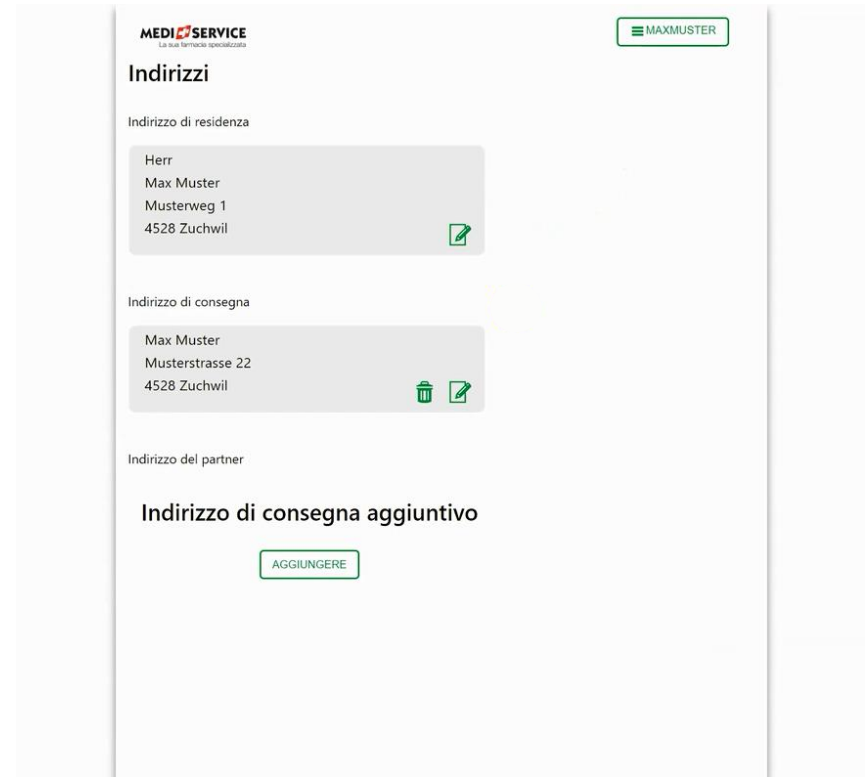 MEDI SERVICE
La sua farmacia specializzata
MAXMUSTER
Indirizzi
Indirizzo di residenza
Herr
Max Muster
Musterweg 1
4528 Zuchwil
Indirizzo di consegna
Max Muster
Musterstrasse 22
4528 Zuchwil
Indirizzo del partner
Indirizzo di consegna aggiuntivo
AGGIUNGERE